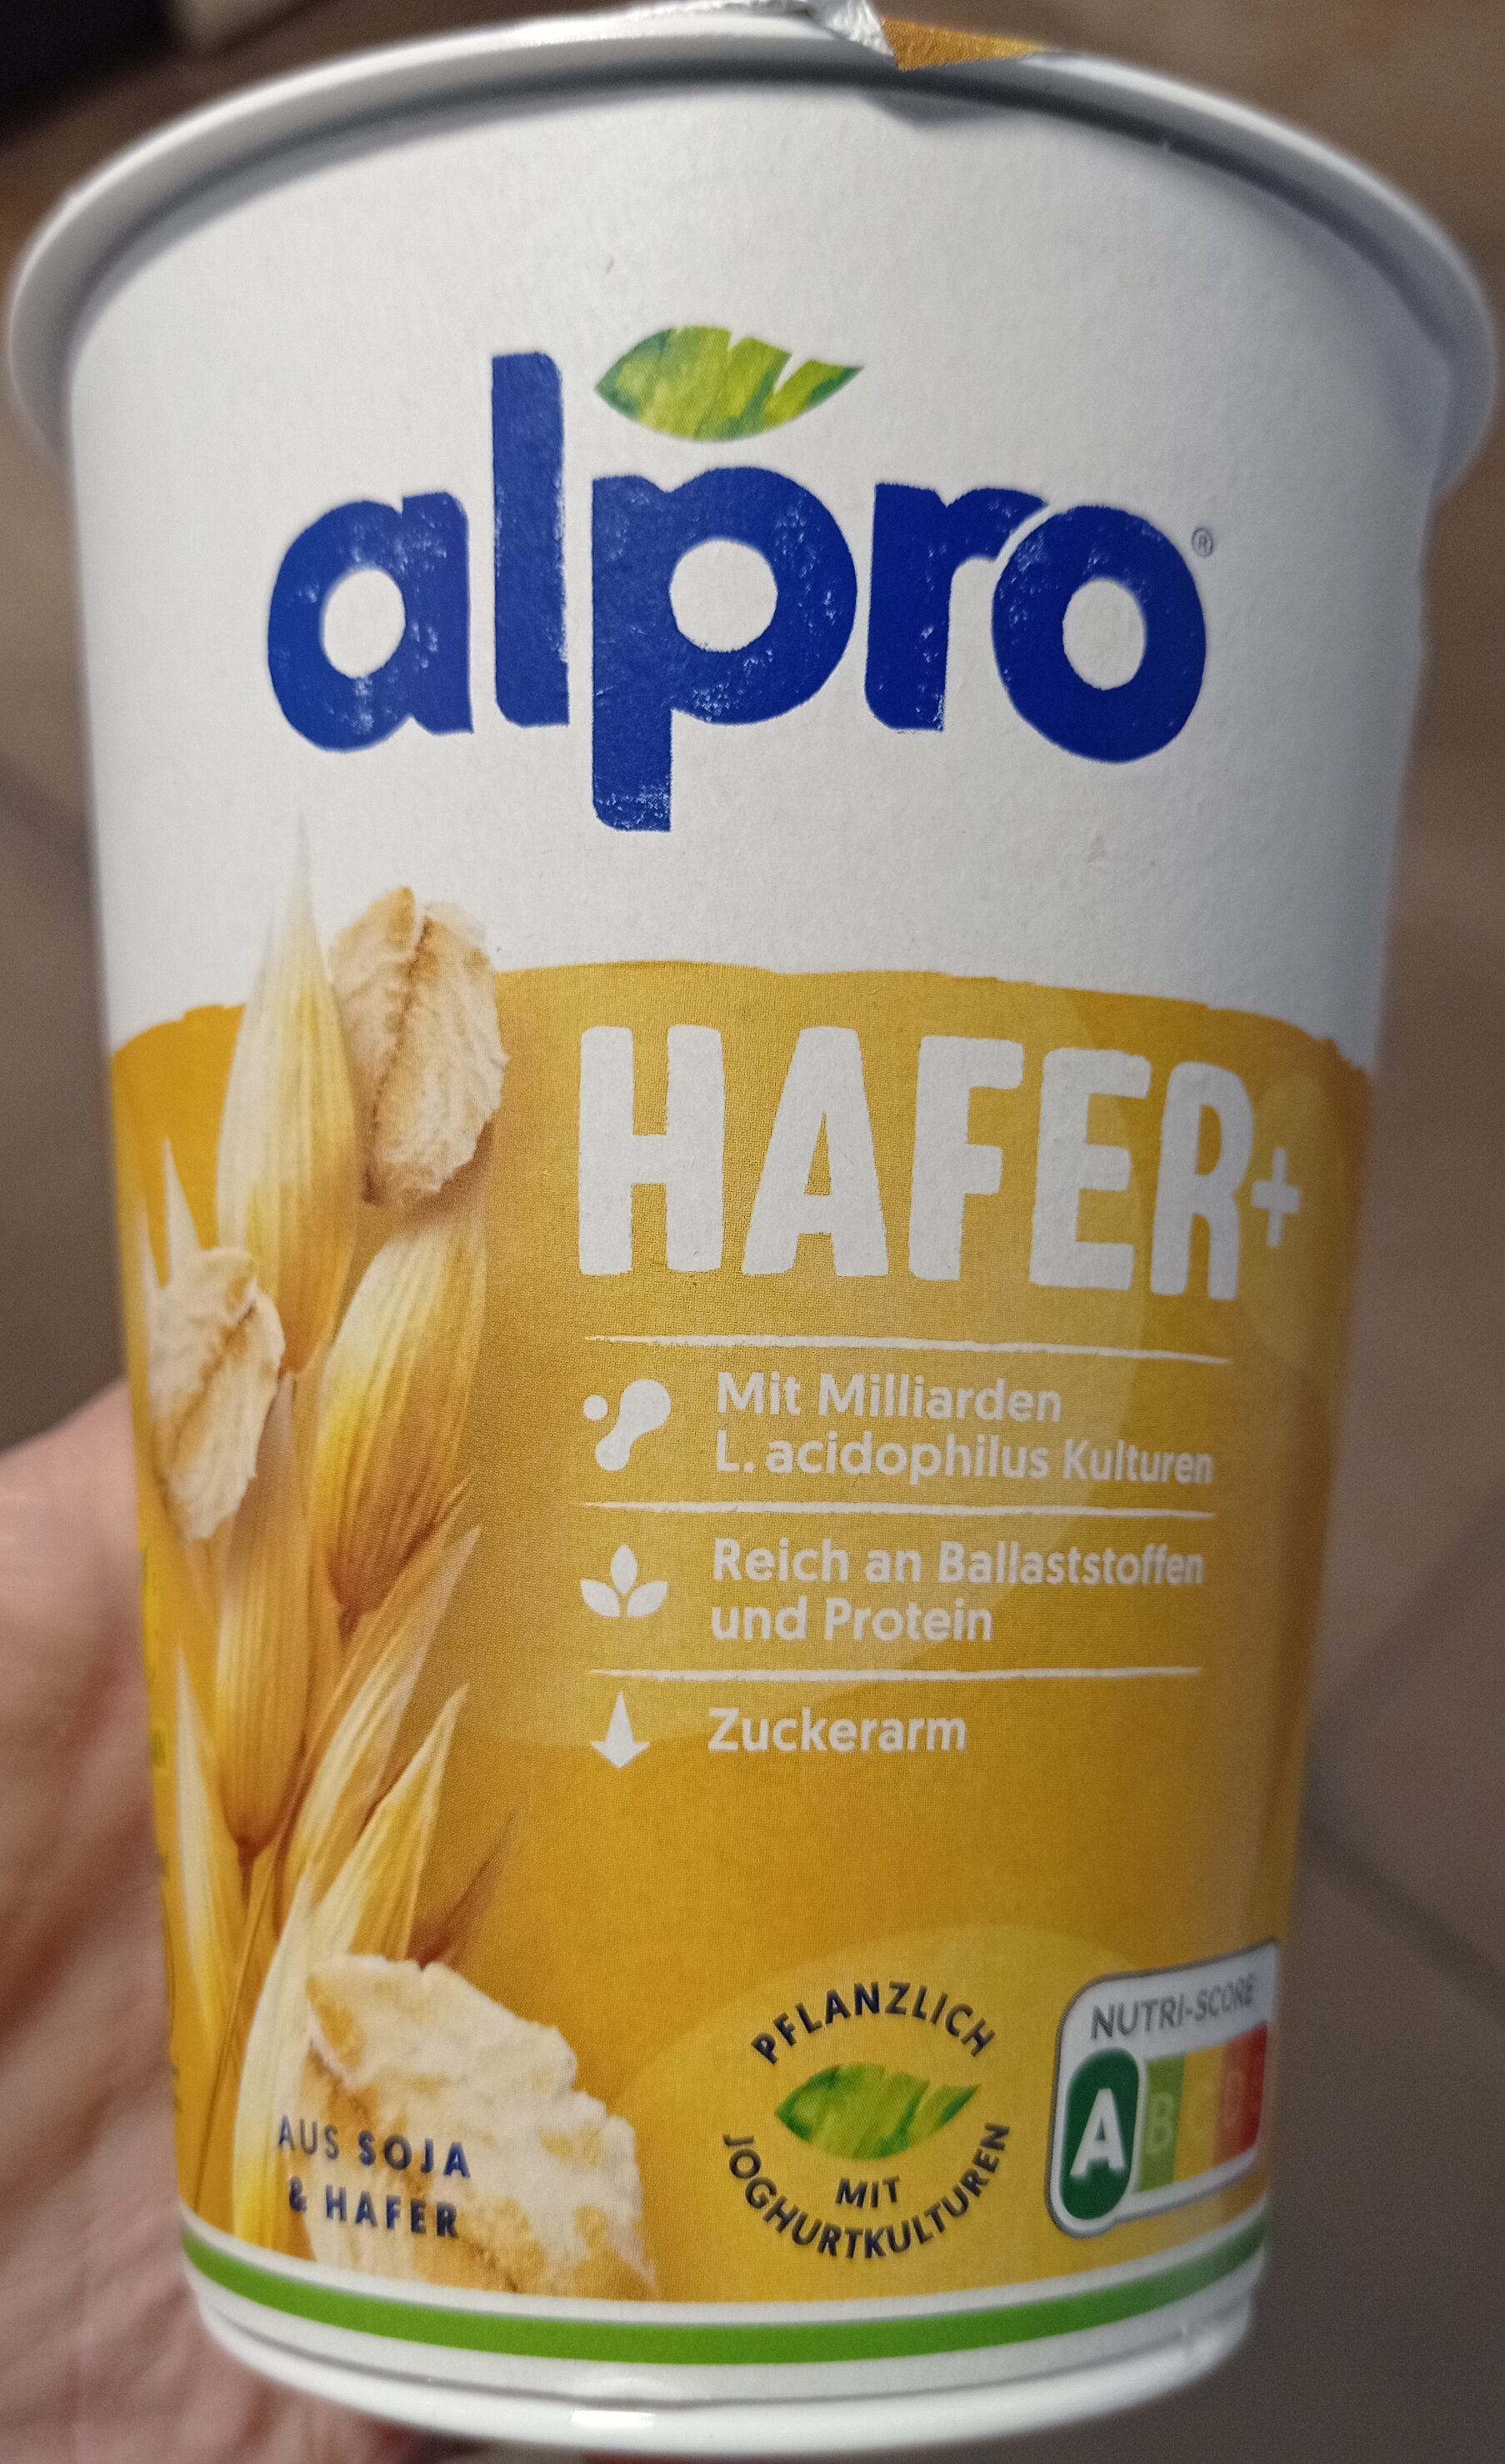 alpro®
HAFER+
Mit Milliarden
L. acidophilus Kulturen
Reich an Ballaststoffen
und Protein
Zuckerarm
PFLANZLICH
MIT
JOGHURTKULTUREN
NUTRI-SCORE
A B C D
AUS SOJA
& HAFER